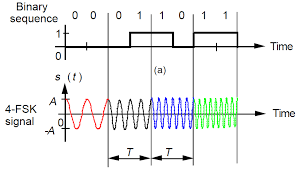 Binary
sequence
0 0 0 1 0 1 1 1
1
0
Time
(a)
s (t)
4-FSK
signal
A
0
-A
Time
T T